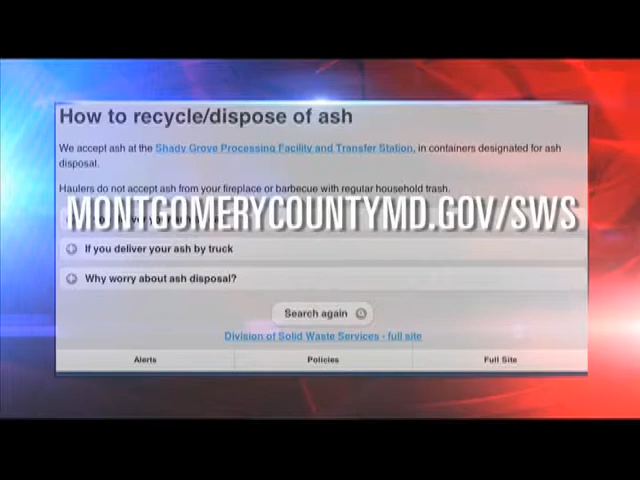 How to recycle/dispose of ash
We accept ash at the Shady Grove Processing Facility and Transfer Station, in containers designated for ash
disposal.
Haulers do not accept ash from your fireplace or barbecue with regular household trash.
MONTGOMERYCOUNTYMD.GOV/SWS
If you deliver your ash by truck
Why worry about ash disposal?
Search again
Division of Solid Waste Services - full site
Alerts Policies Full Site